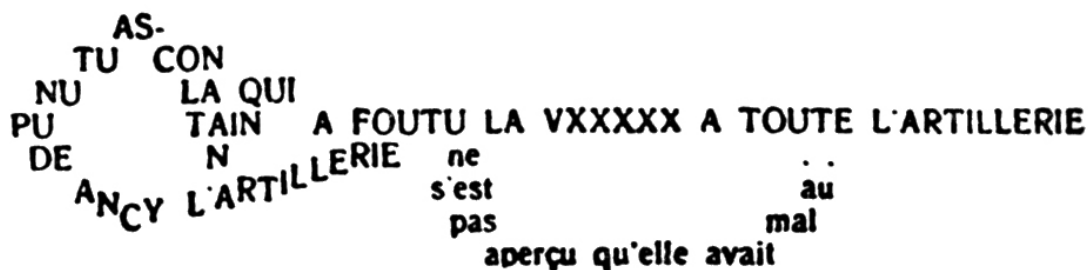 AS-
TU CON
NU LA QUI
PU TAIN A FOUTU LA VXXXXX A TOUTE L'ARTILLERIE
DE N
ANCY L'ARTILLERIE ne . .
s'est au
pas mal
aperçu qu'elle avait